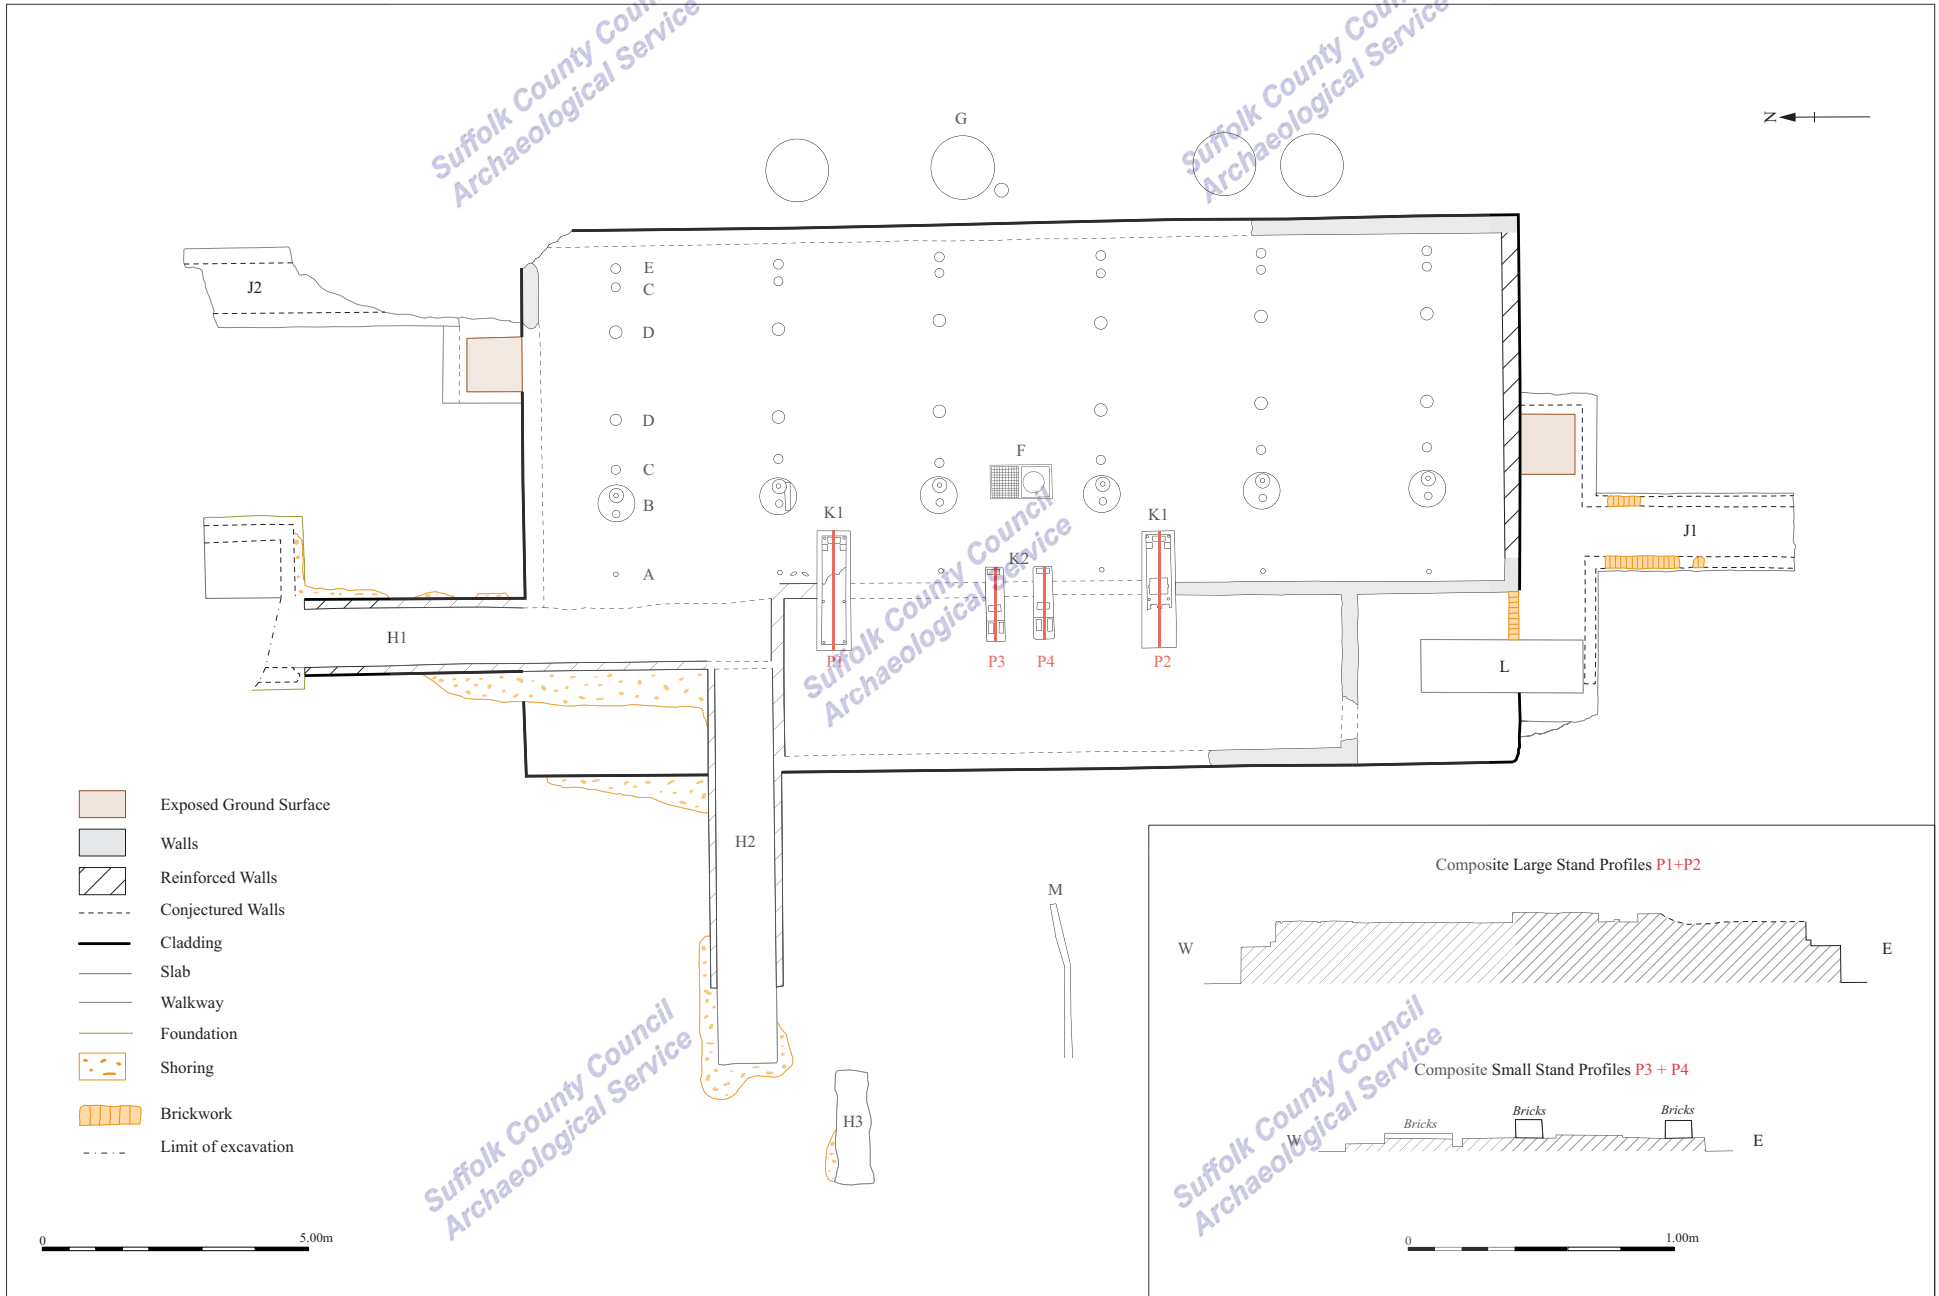 Suffolk County Council
Archaeological Service
Suffolk County Council
Archaeological Service
G
N
E
C
J2
D
D
C
F
B
K1
K1
J1
K2
A
H1
P1
P3
P4
P2
L
Suffolk County Council
Archaeological Service
Exposed Ground Surface
Walls
Reinforced Walls
Conjectured Walls
Cladding
Slab
Walkway
Foundation
Shoring
Brickwork
Limit of excavation
H2
M
H3
Composite Large Stand Profiles P1+P2
W
E
Composite Small Stand Profiles P3 + P4
Bricks
Bricks
Bricks
W
E
Suffolk County Council
Archaeological Service
Suffolk County Council
Archaeological Service
0
5.00m
0
1.00m